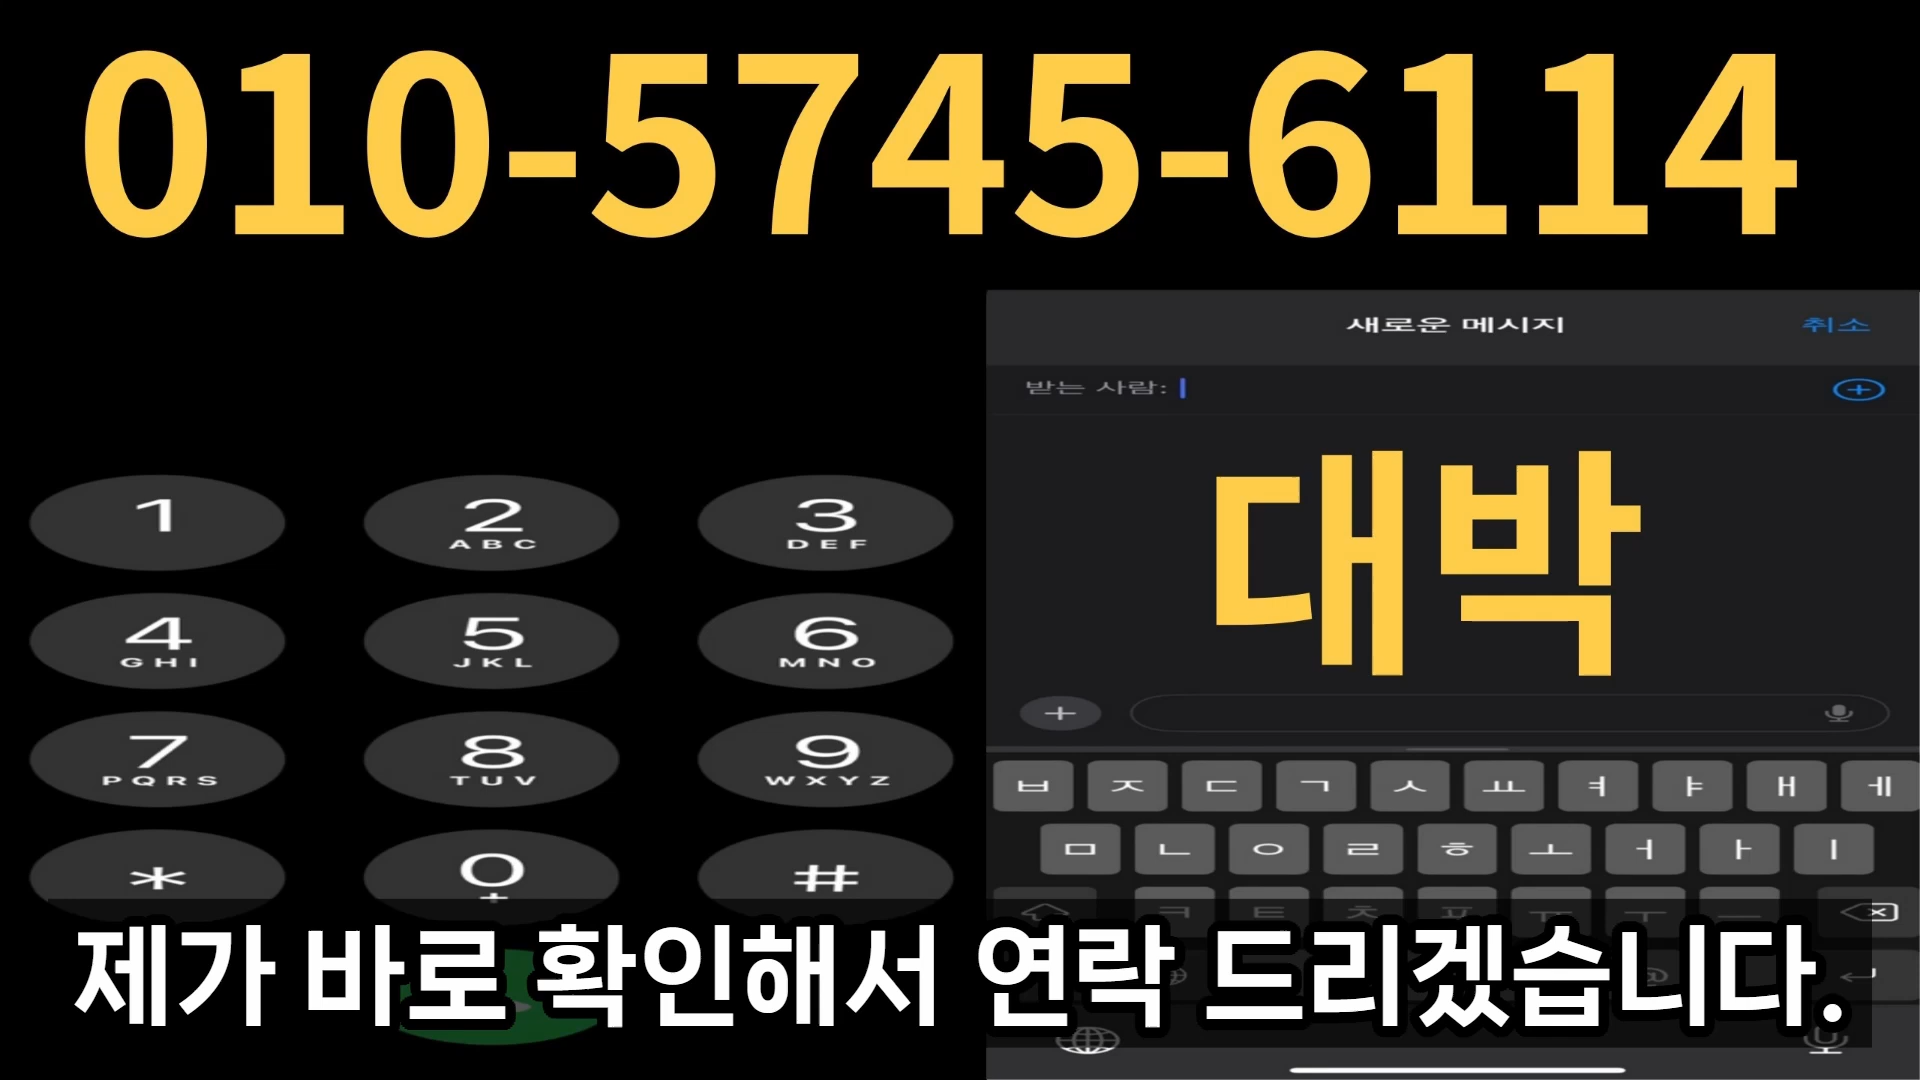 010-5745-6114
새로운 메시지 취소
받는 사람:
대박
1
2 ABC
3 DEF
4 GHI
5 JKL
6 MNO
7 PQRS
8 TUV
9 WXYZ
*
0 +
#
ㅂ ㅈ ㄷ ㄱ ㅅ ㅛ ㅕ ㅑ ㅐ ㅔ
ㅁ ㄴ ㅇ ㄹ ㅎ ㅗ ㅓ ㅏ ㅣ
ㅋ ㅌ ㅊ ㅍ ㅠ ㅜ ㅡ
@
제가 바로 확인해서 연락 드리겠습니다.